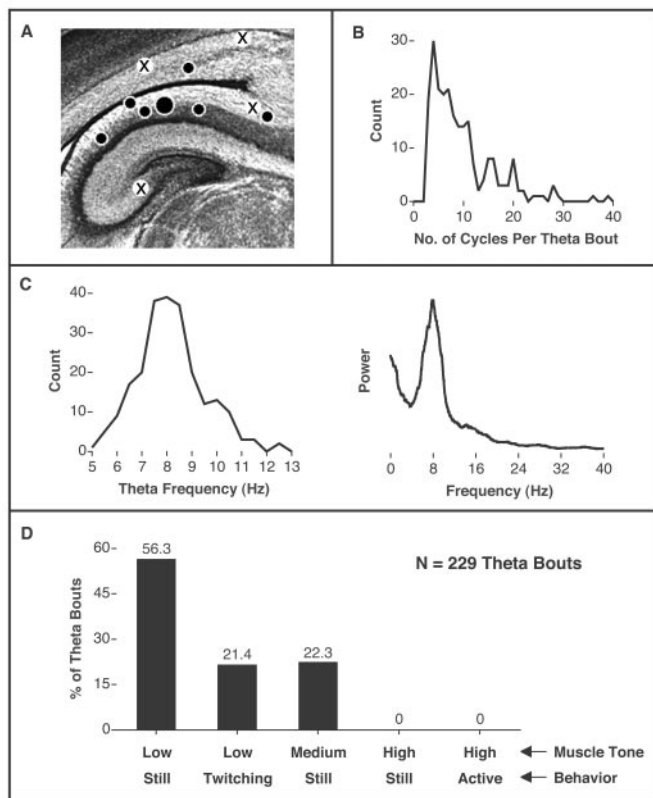 A
X
X
X
X
B
30
20
10
0
Count
0 10 20 30 40
No. of Cycles Per Theta Bout
C
40
30
20
10
0
Count
5 6 7 8 9 10 11 12 13
Theta Frequency (Hz)
Power
0 8 16 24 32 40
Frequency (Hz)
D
60
45
30
15
0
% of Theta Bouts
N = 229 Theta Bouts
56.3
21.4
22.3
0
0
Low Low Medium High High Muscle Tone
Still Twitching Still Still Active Behavior